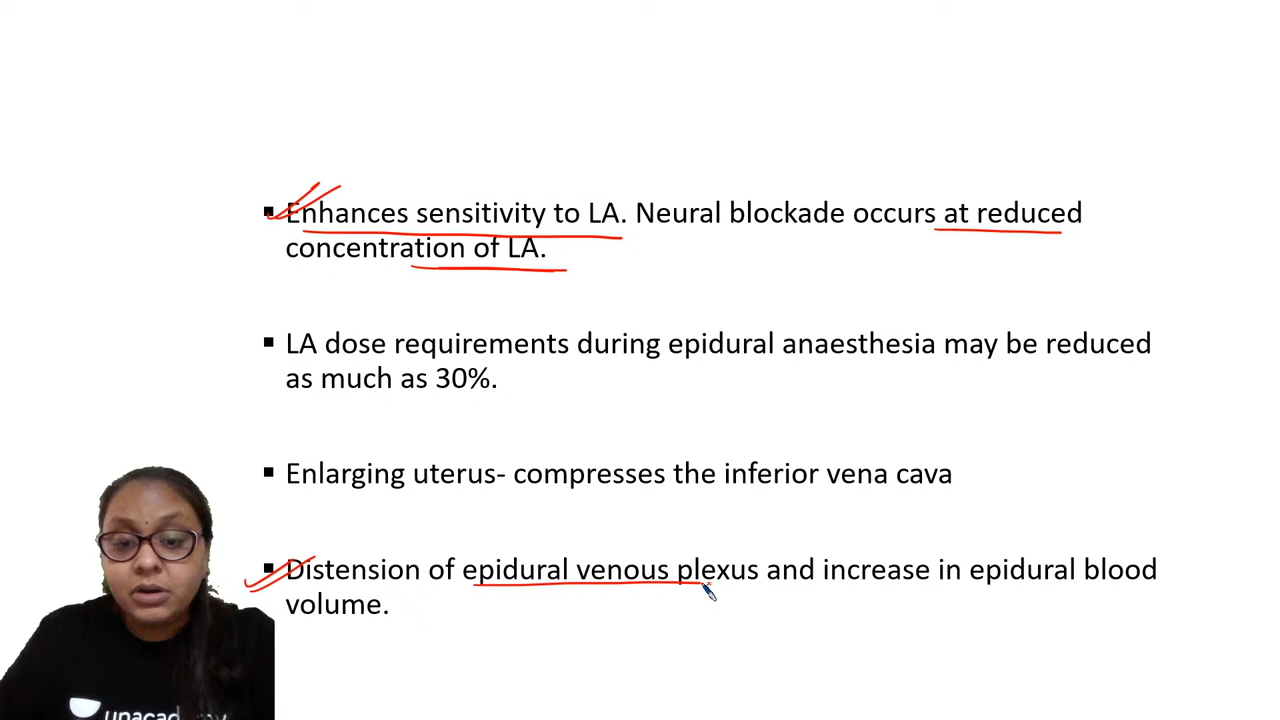 ▪ Enhances sensitivity to LA. Neural blockade occurs at reduced
concentration of LA.
▪ LA dose requirements during epidural anaesthesia may be reduced
as much as 30%.
▪ Enlarging uterus- compresses the inferior vena cava
▪ Distension of epidural venous plexus and increase in epidural blood
volume.
unacademy